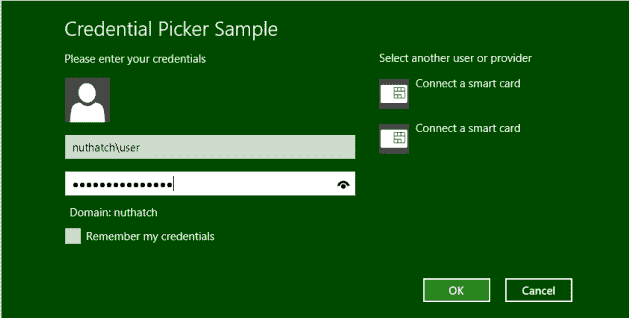 Credential Picker Sample
Please enter your credentials
nuthatch\user
●●●●●●●●●●●●●●●
Domain: nuthatch
Remember my credentials
Select another user or provider
Connect a smart card
Connect a smart card
OK
Cancel